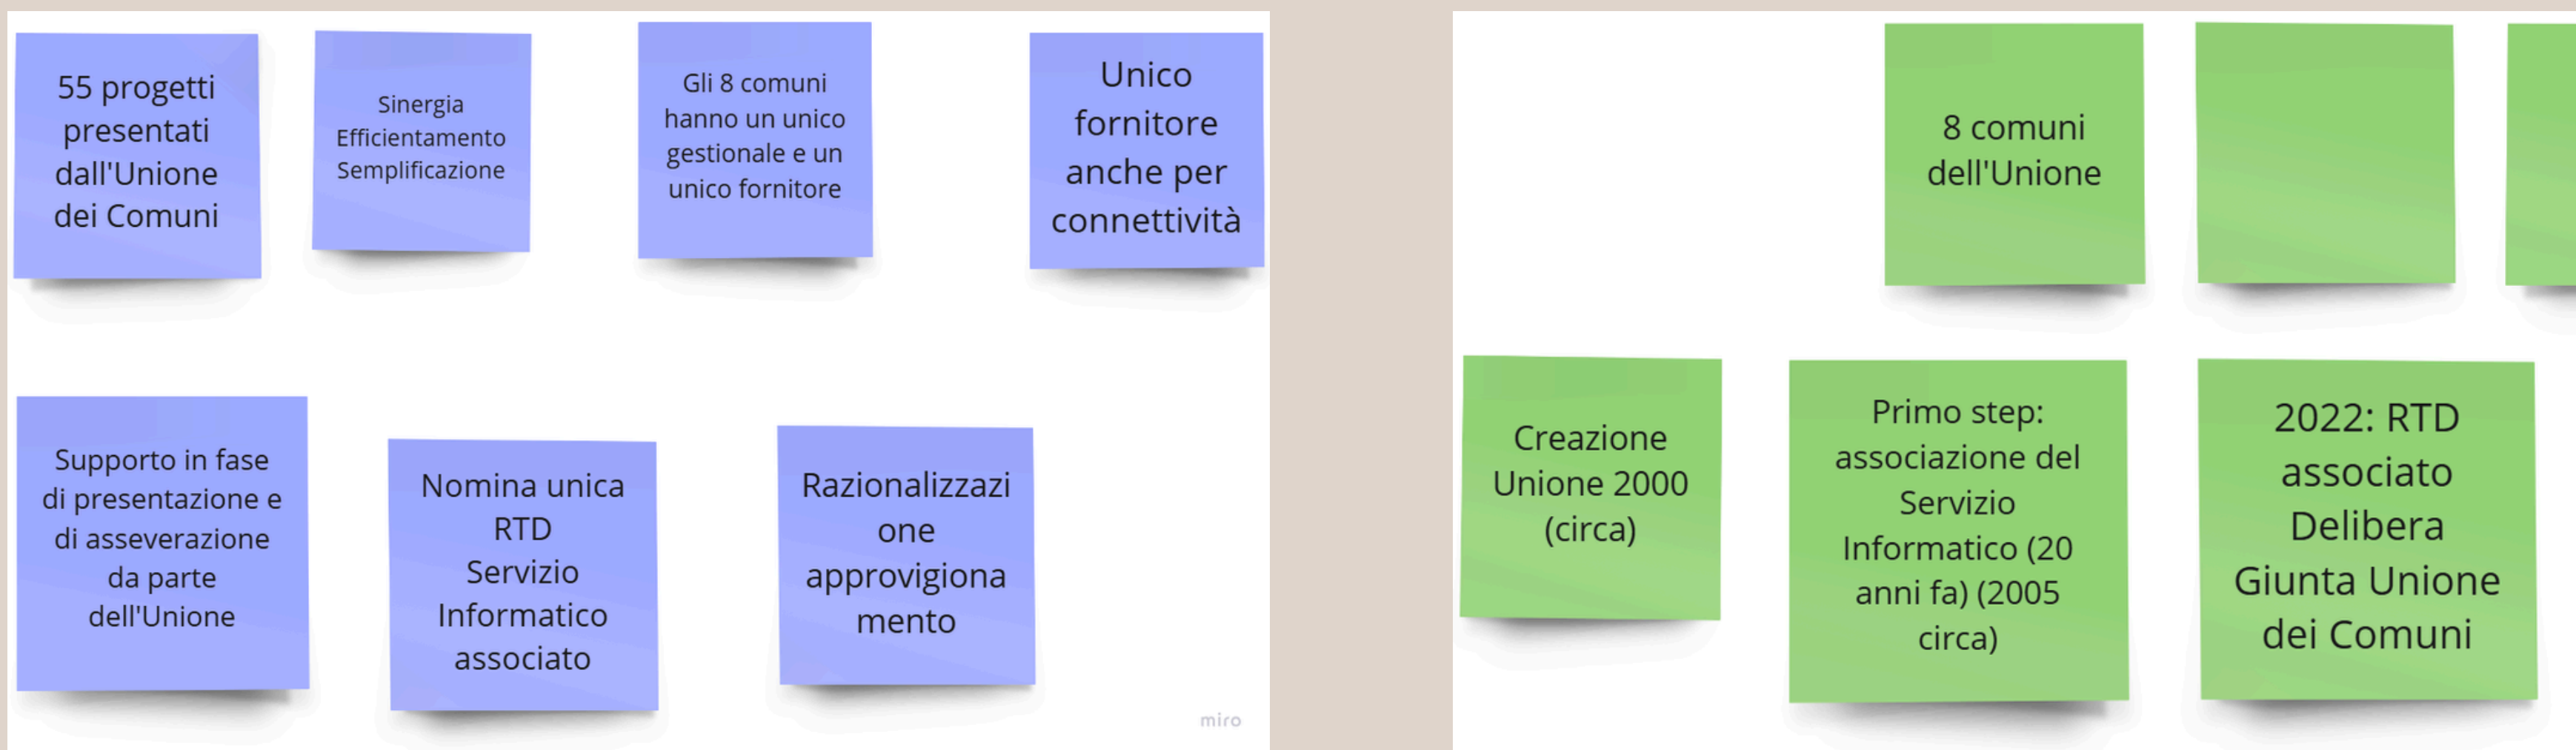 55 progetti
presentati
dall'Unione
dei Comuni
Sinergia
Efficientamento
Semplificazione
Gli 8 comuni
hanno un unico
gestionale e un
unico fornitore
Unico
fornitore
anche per
connettività
Supporto in fase
di presentazione e
di asseverazione
da parte
dell'Unione
Nomina unica
RTD
Servizio
Informatico
associato
Razionalizzazi
one
approvigiona
mento
miro
8 comuni
dell'Unione
Creazione
Unione 2000
(circa)
Primo step:
associazione del
Servizio
Informatico (20
anni fa) (2005
circa)
2022: RTD
associato
Delibera
Giunta Unione
dei Comuni